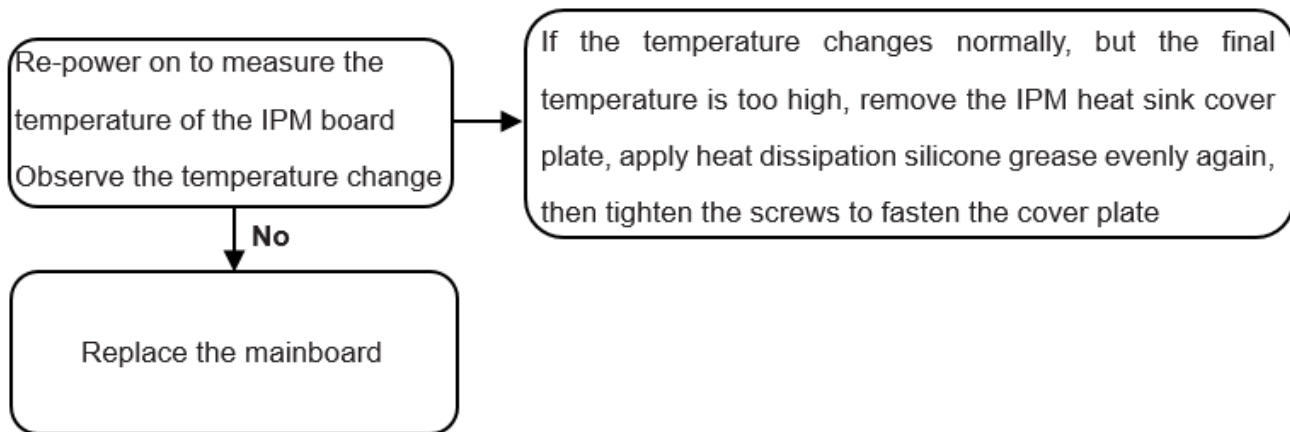 Re-power on to measure the
temperature of the IPM board
Observe the temperature change
If the temperature changes normally, but the final
temperature is too high, remove the IPM heat sink cover
plate, apply heat dissipation silicone grease evenly again,
then tighten the screws to fasten the cover plate
No
Replace the mainboard